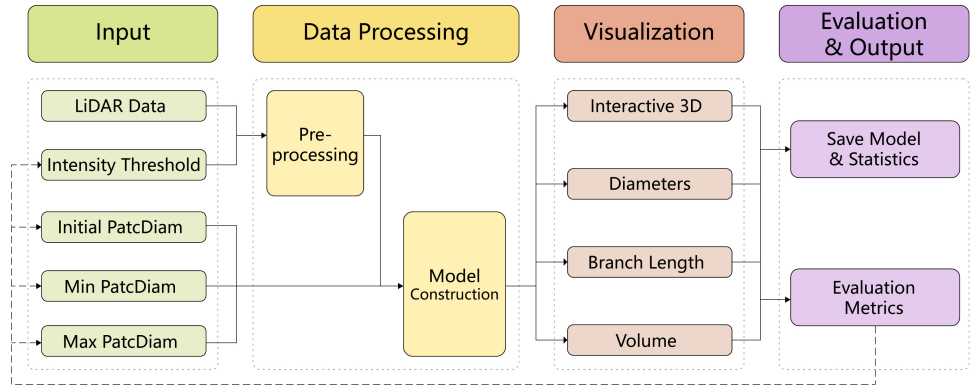 Input
Data Processing
Visualization
Evaluation
& Output
LiDAR Data
Intensity Threshold
Initial PatcDiam
Min PatcDiam
Max PatcDiam
Pre-
processing
Model
Construction
Interactive 3D
Diameters
Branch Length
Volume
Save Model
& Statistics
Evaluation
Metrics